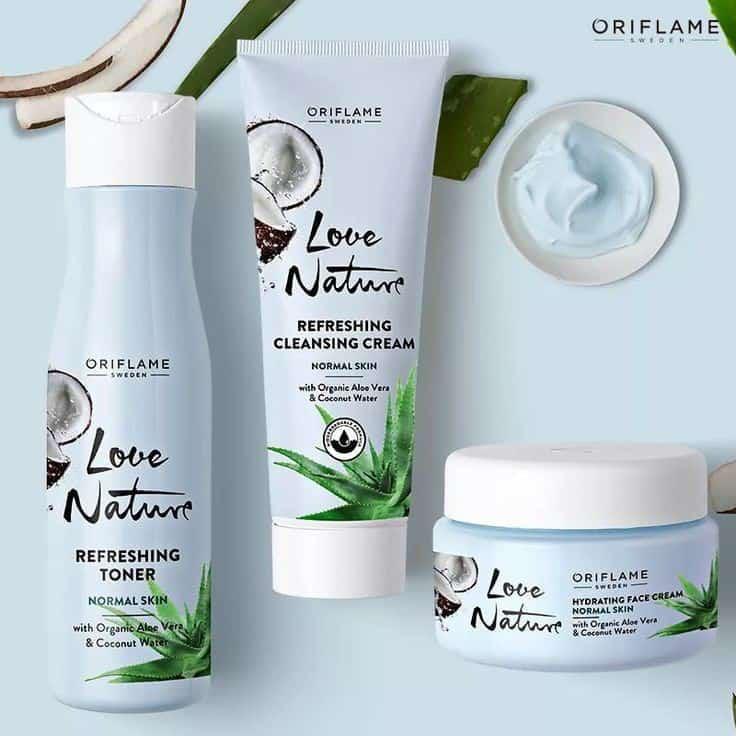 ORIFLAME
SWEDEN
ORIFLAME
SWEDEN
Love
Nature
REFRESHING
CLEANSING CREAM
NORMAL SKIN
with Organic Aloe Vera
& Coconut Water
BIODEGRADABLE FORMULA
ORIFLAME
SWEDEN
Love
Nature
REFRESHING
TONER
NORMAL SKIN
with Organic Aloe Vera
& Coconut Water
Love
Nature
ORIFLAME
SWEDEN
HYDRATING FACE CREAM
NORMAL SKIN
with Organic Aloe Vera
& Coconut Water